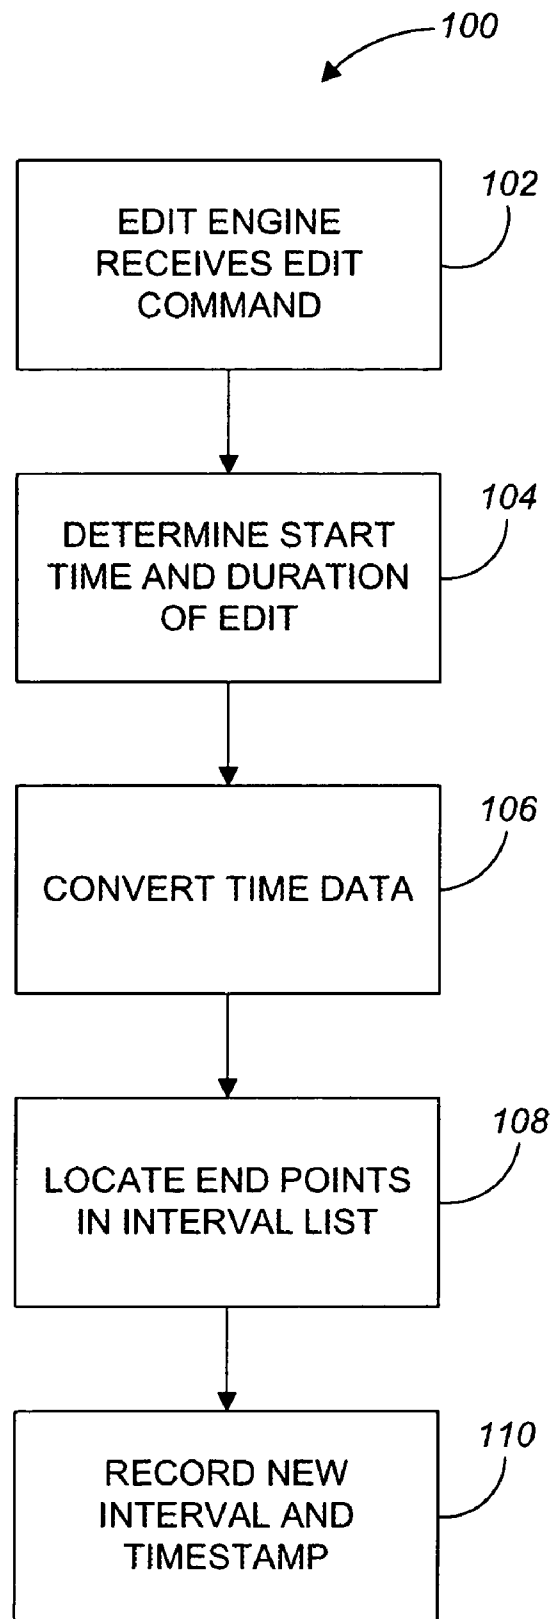 100
102
EDIT ENGINE
RECEIVES EDIT
COMMAND
104
DETERMINE START
TIME AND DURATION
OF EDIT
106
CONVERT TIME DATA
108
LOCATE END POINTS
IN INTERVAL LIST
110
RECORD NEW
INTERVAL AND
TIMESTAMP